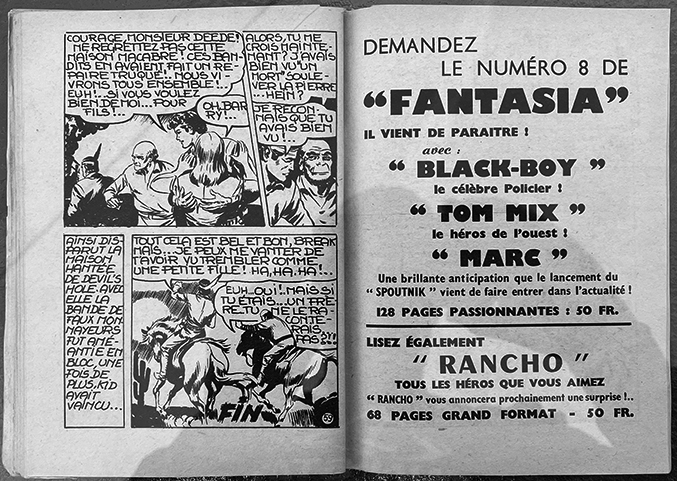 COURAGE, MONSIEUR DEEDE!
NE REGRETTEZ PAS CETTE
MAISON MACABRE! CES BAN-
DITS EN AVAIENT FAIT UN RE-
PAIRE TRUQUÉ!.. NOUS VI-
VRONS TOUS ENSEMBLE!..
EUH!.. SI VOUS VOULEZ
BIEN DE MOI... POUR
FILS!..
OH, BAR-
RY!..
ALORS, TU ME
CROIS MAINTE-
NANT? J'AVAIS
BIEN VU UN
"MORT" SOULE-
VER LA PIERRE
HEIN?
JE RECON-
NAIS QUE TU
AVAIS BIEN
VU!..
AINSI DIS-
PARUT LA
MAISON
HANTÉE
DE DEVIL'S
HOLE. AVEC
ELLE LA
BANDE DE
FAUX MON-
NAYEURS
FUT ANÉ-
ANTIE EN
BLOC, UNE
FOIS DE
PLUS, KID
AVAIT
VAINCU...
TOUT CELA EST BEL ET BON, BREAK
MAIS... JE PEUX ME VANTER DE
T'AVOIR VU TREMBLER COMME
UNE PETITE FILLE! HA, HA, HA!..
EUH... OUI!. MAIS SI
TU ÉTAIS... UN FRÈ-
RE, TU NE LE RA-
CONTE-
RAIS
PAS?..
FIN
DEMANDEZ
LE NUMÉRO 8 DE
"FANTASIA"
IL VIENT DE PARAITRE !
avec :
" BLACK-BOY "
le célèbre Policier !
" TOM MIX "
le héros de l'ouest !
" MARC "
Une brillante anticipation que le lancement du
" SPOUTNIK " vient de faire entrer dans l'actualité !
128 PAGES PASSIONNANTES : 50 FR.
LISEZ ÉGALEMENT
" RANCHO "
TOUS LES HÉROS QUE VOUS AIMEZ
" RANCHO " vous annoncera prochainement une surprise !..
68 PAGES GRAND FORMAT - 50 FR.